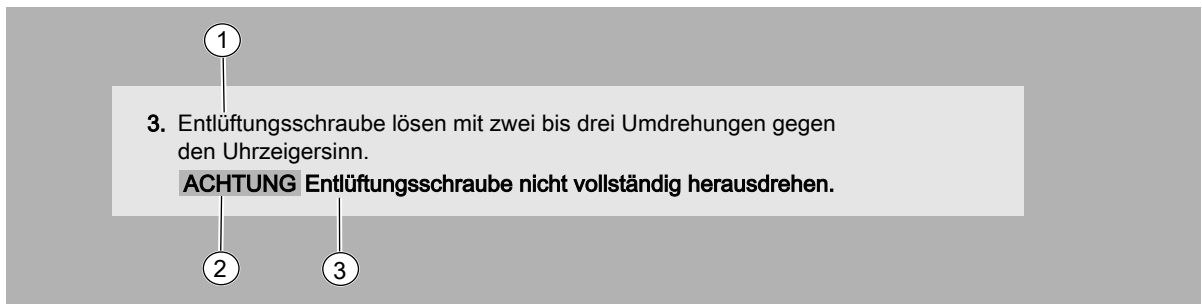 1
3. Entlüftungsschraube lösen mit zwei bis drei Umdrehungen gegen
den Uhrzeigersinn.
ACHTUNG Entlüftungsschraube nicht vollständig herausdrehen.
2 3